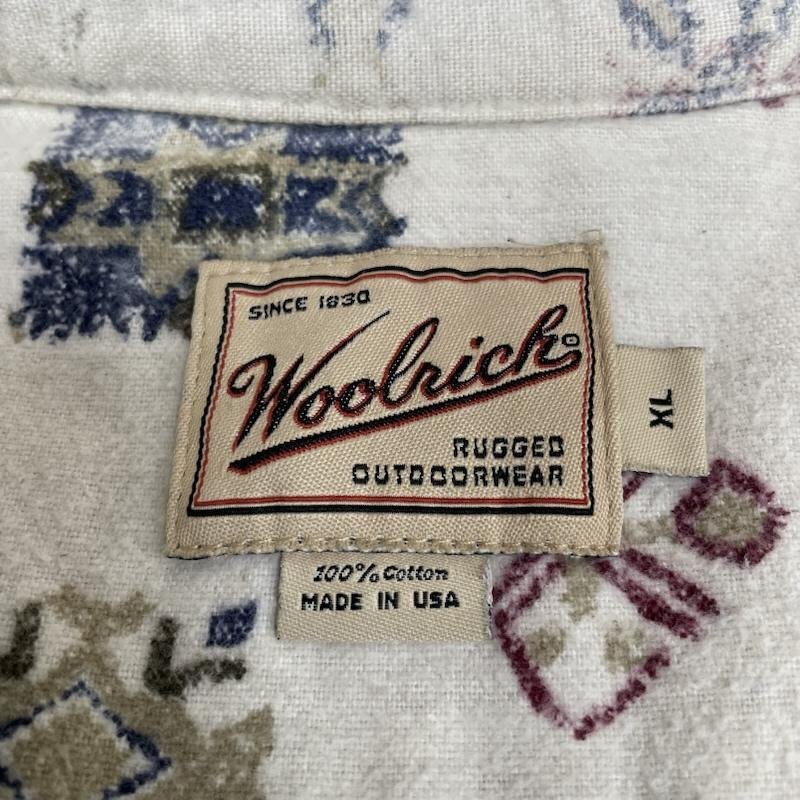 SINCE 1830
Woolrich®
RUGGED
OUTDOORWEAR
XL
100% Cotton
MADE IN USA